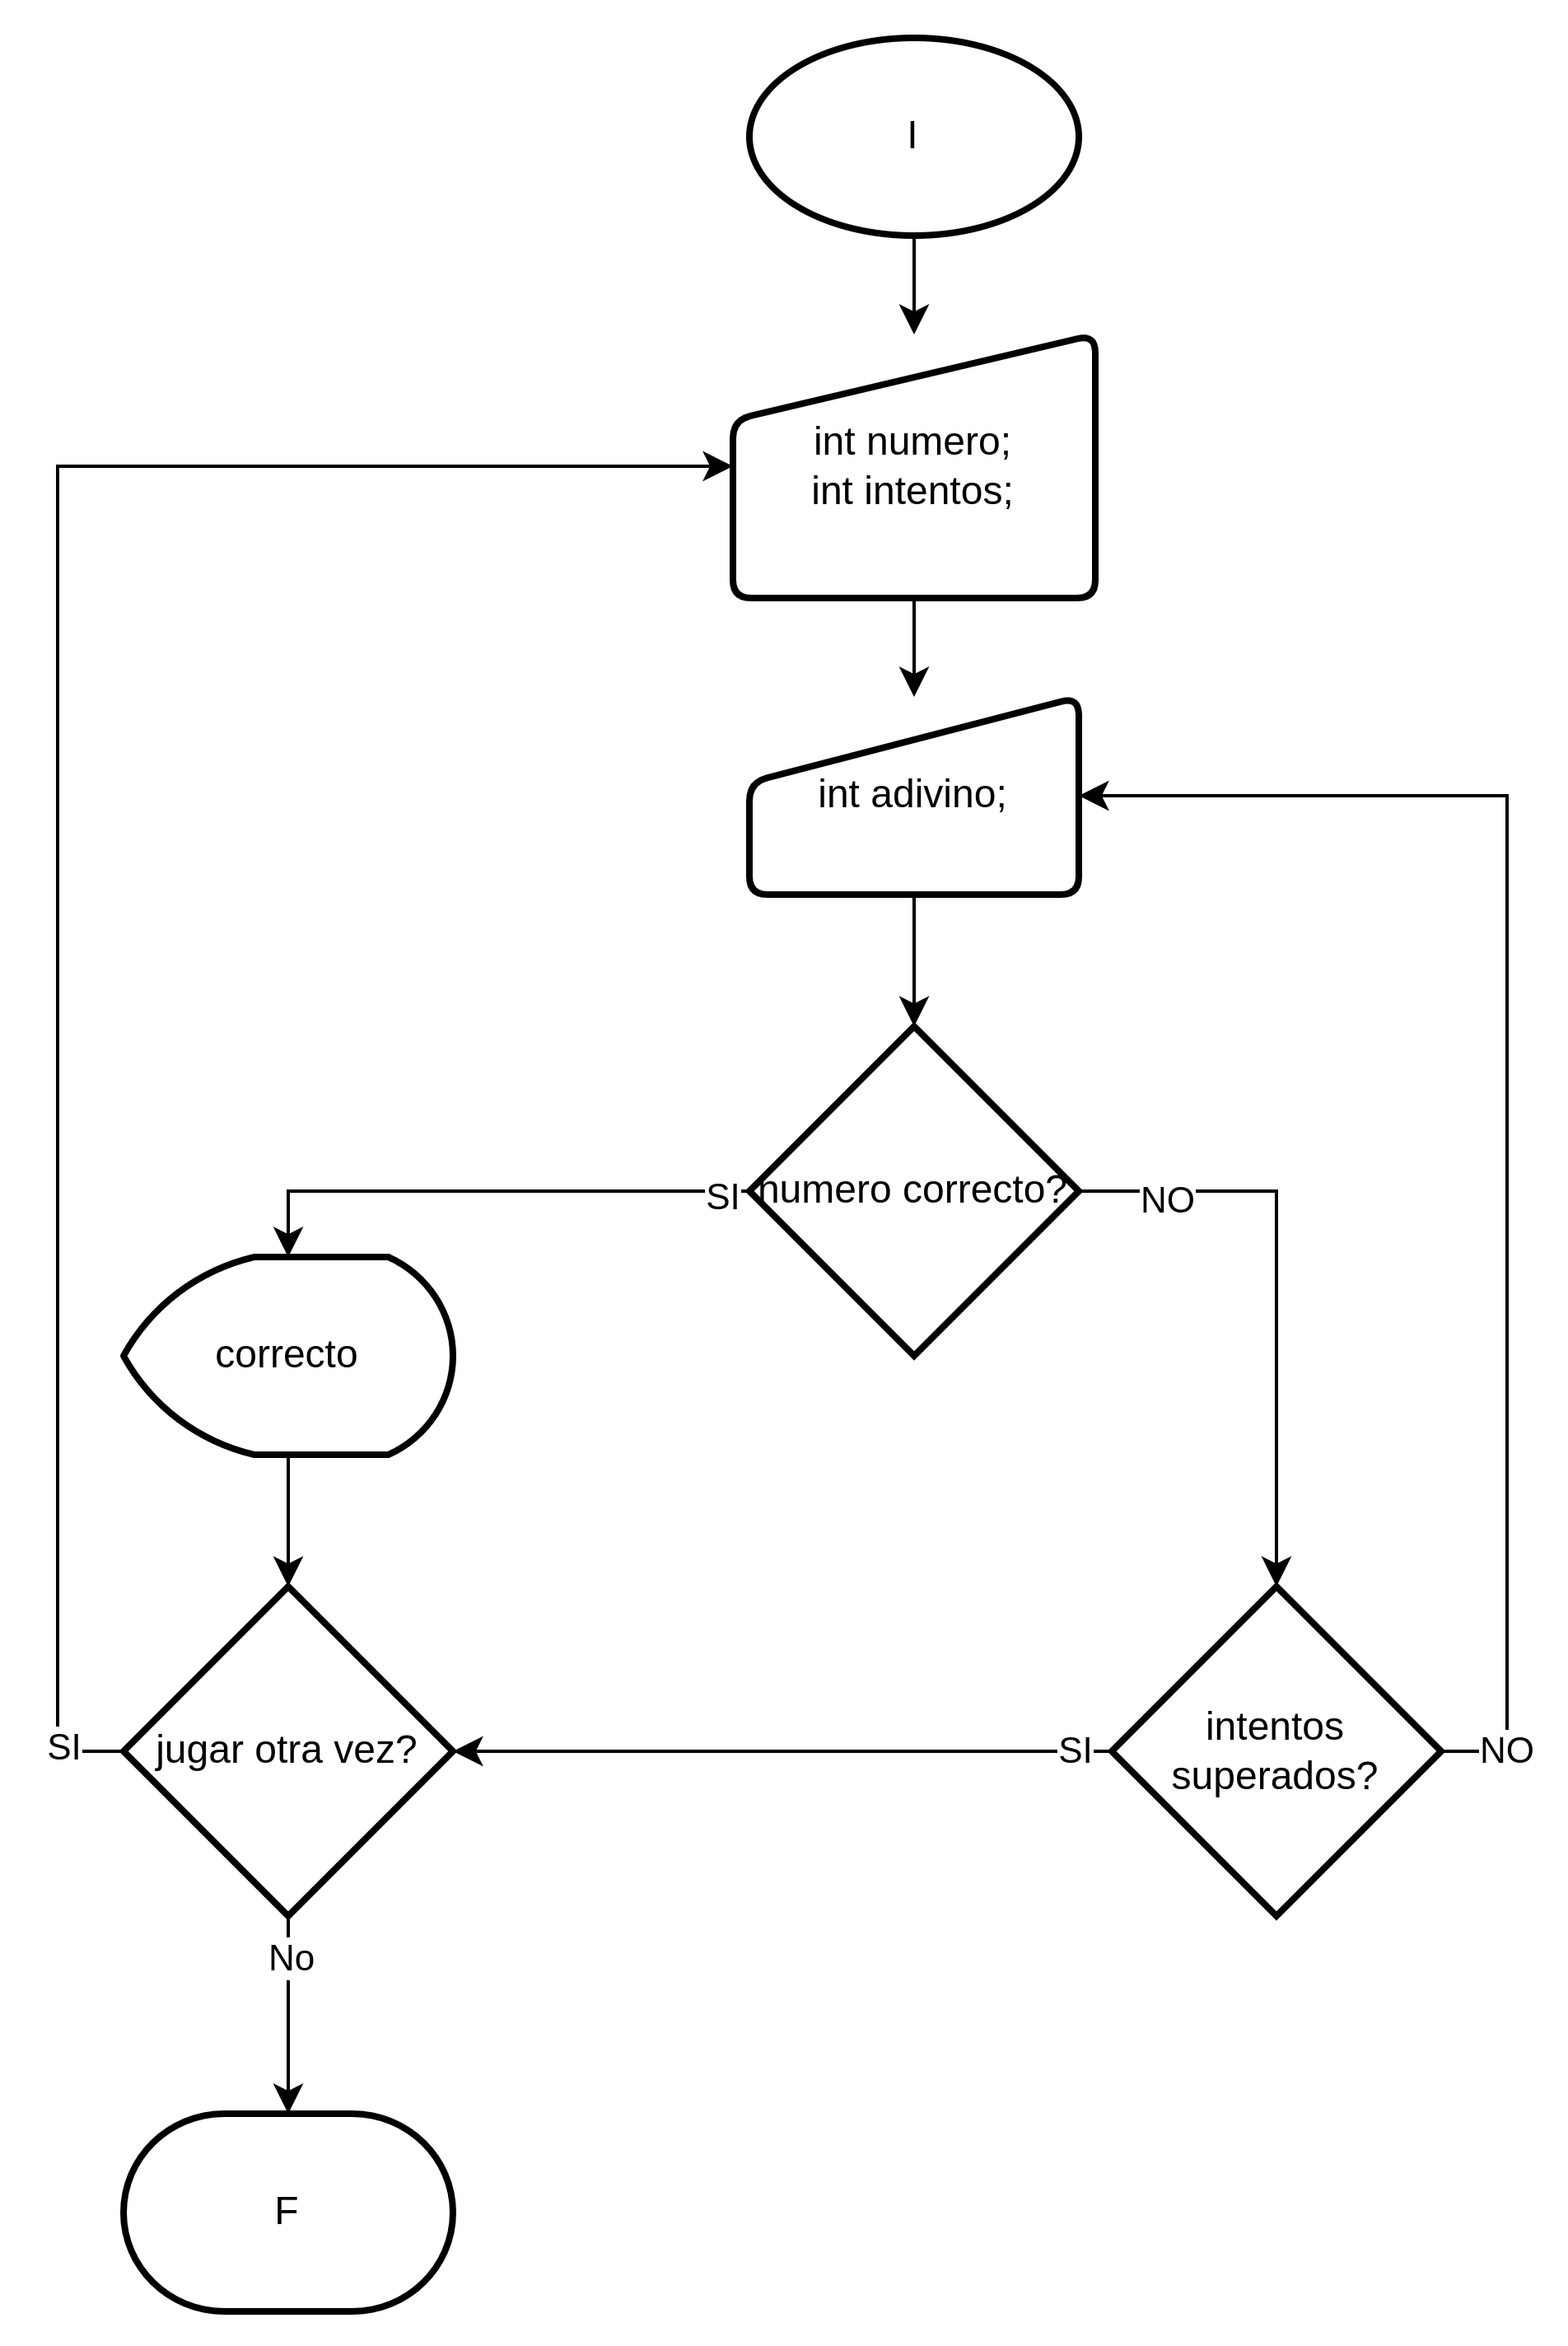 I
int numero;
int intentos;
int adivino;
numero correcto?
SI
NO
correcto
intentos
superados?
jugar otra vez?
SI
SI
NO
No
F